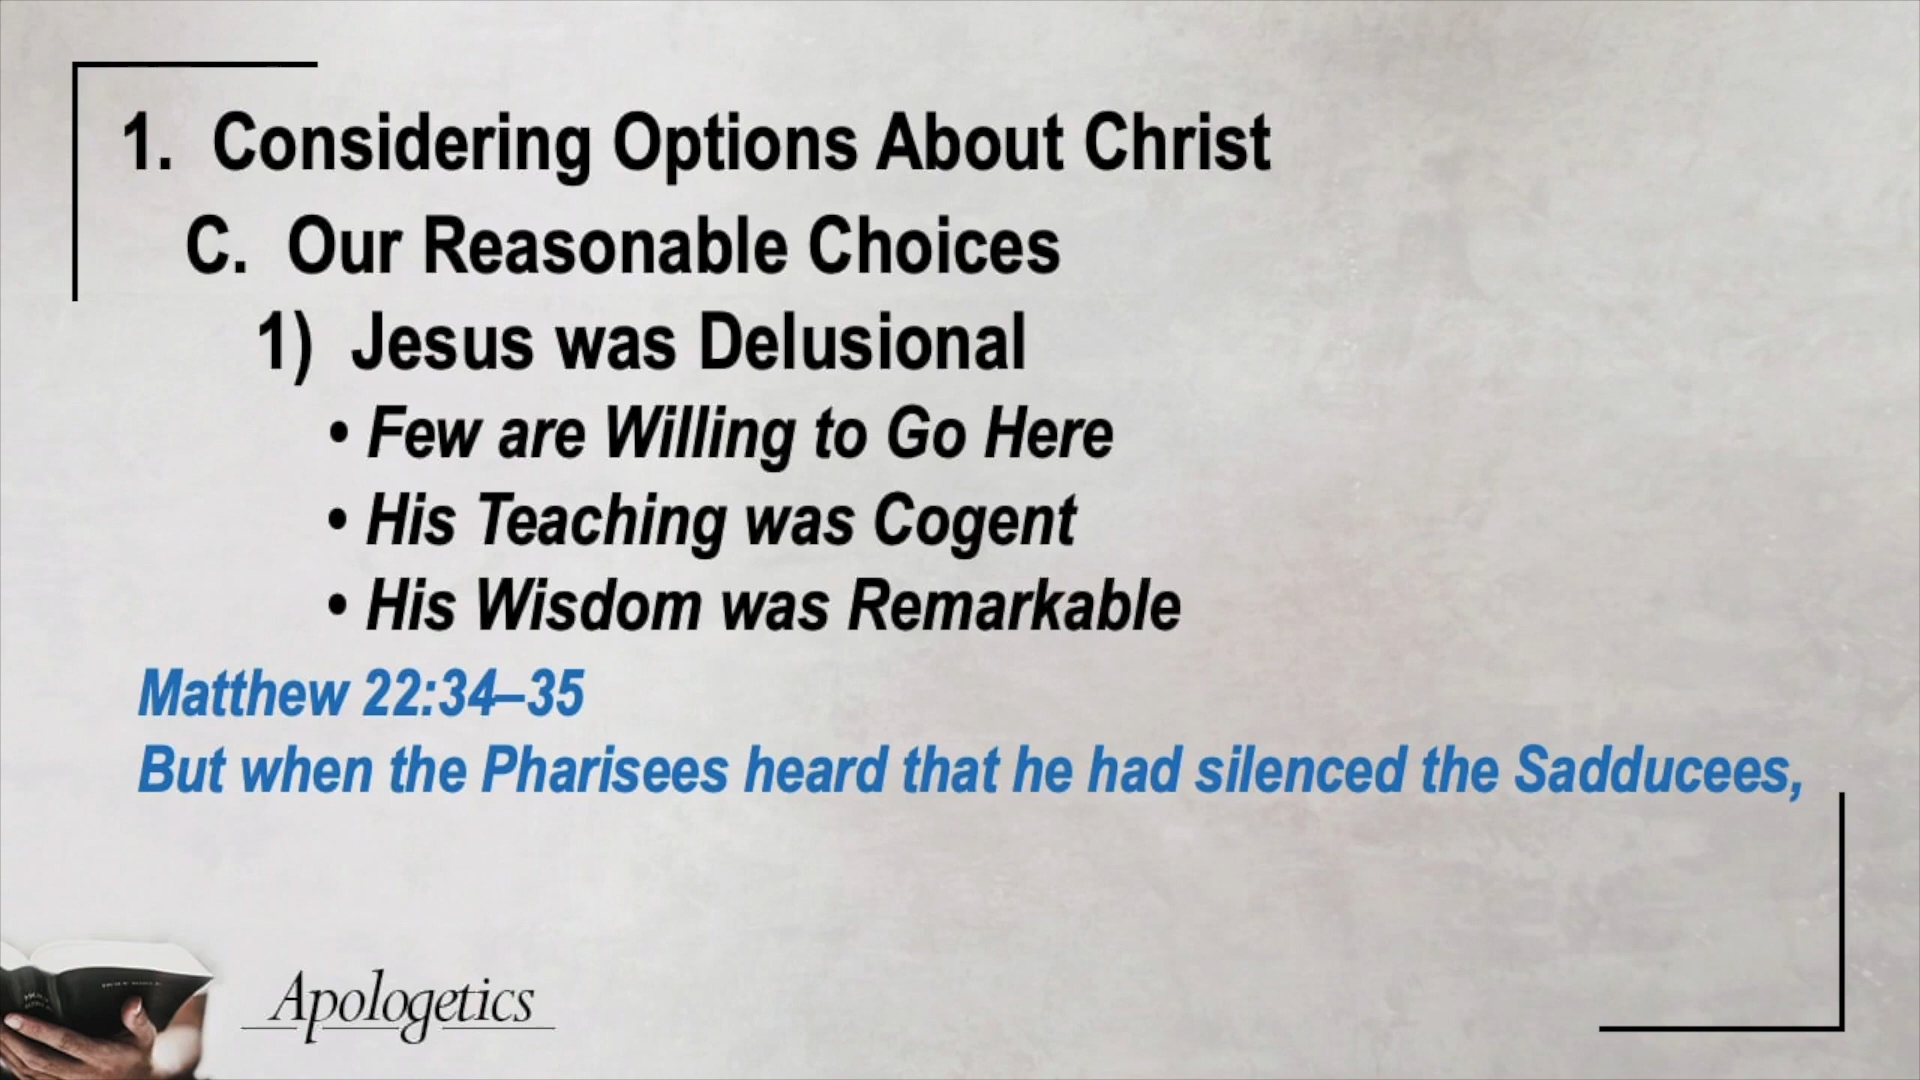 1. Considering Options About Christ
C. Our Reasonable Choices
1) Jesus was Delusional
• Few are Willing to Go Here
• His Teaching was Cogent
• His Wisdom was Remarkable
Matthew 22:34–35
But when the Pharisees heard that he had silenced the Sadducees,
Apologetics